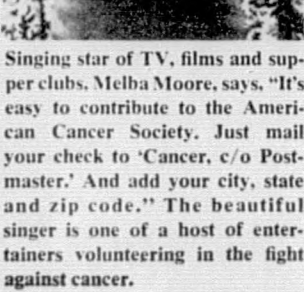 Singing star of TV, films and sup-
per clubs, Melba Moore, says, "It's
easy to contribute to the Ameri-
can Cancer Society. Just mail
your check to 'Cancer, c/o Post-
master.' And add your city, state
and zip code." The beautiful
singer is one of a host of enter-
tainers volunteering in the fight
against cancer.